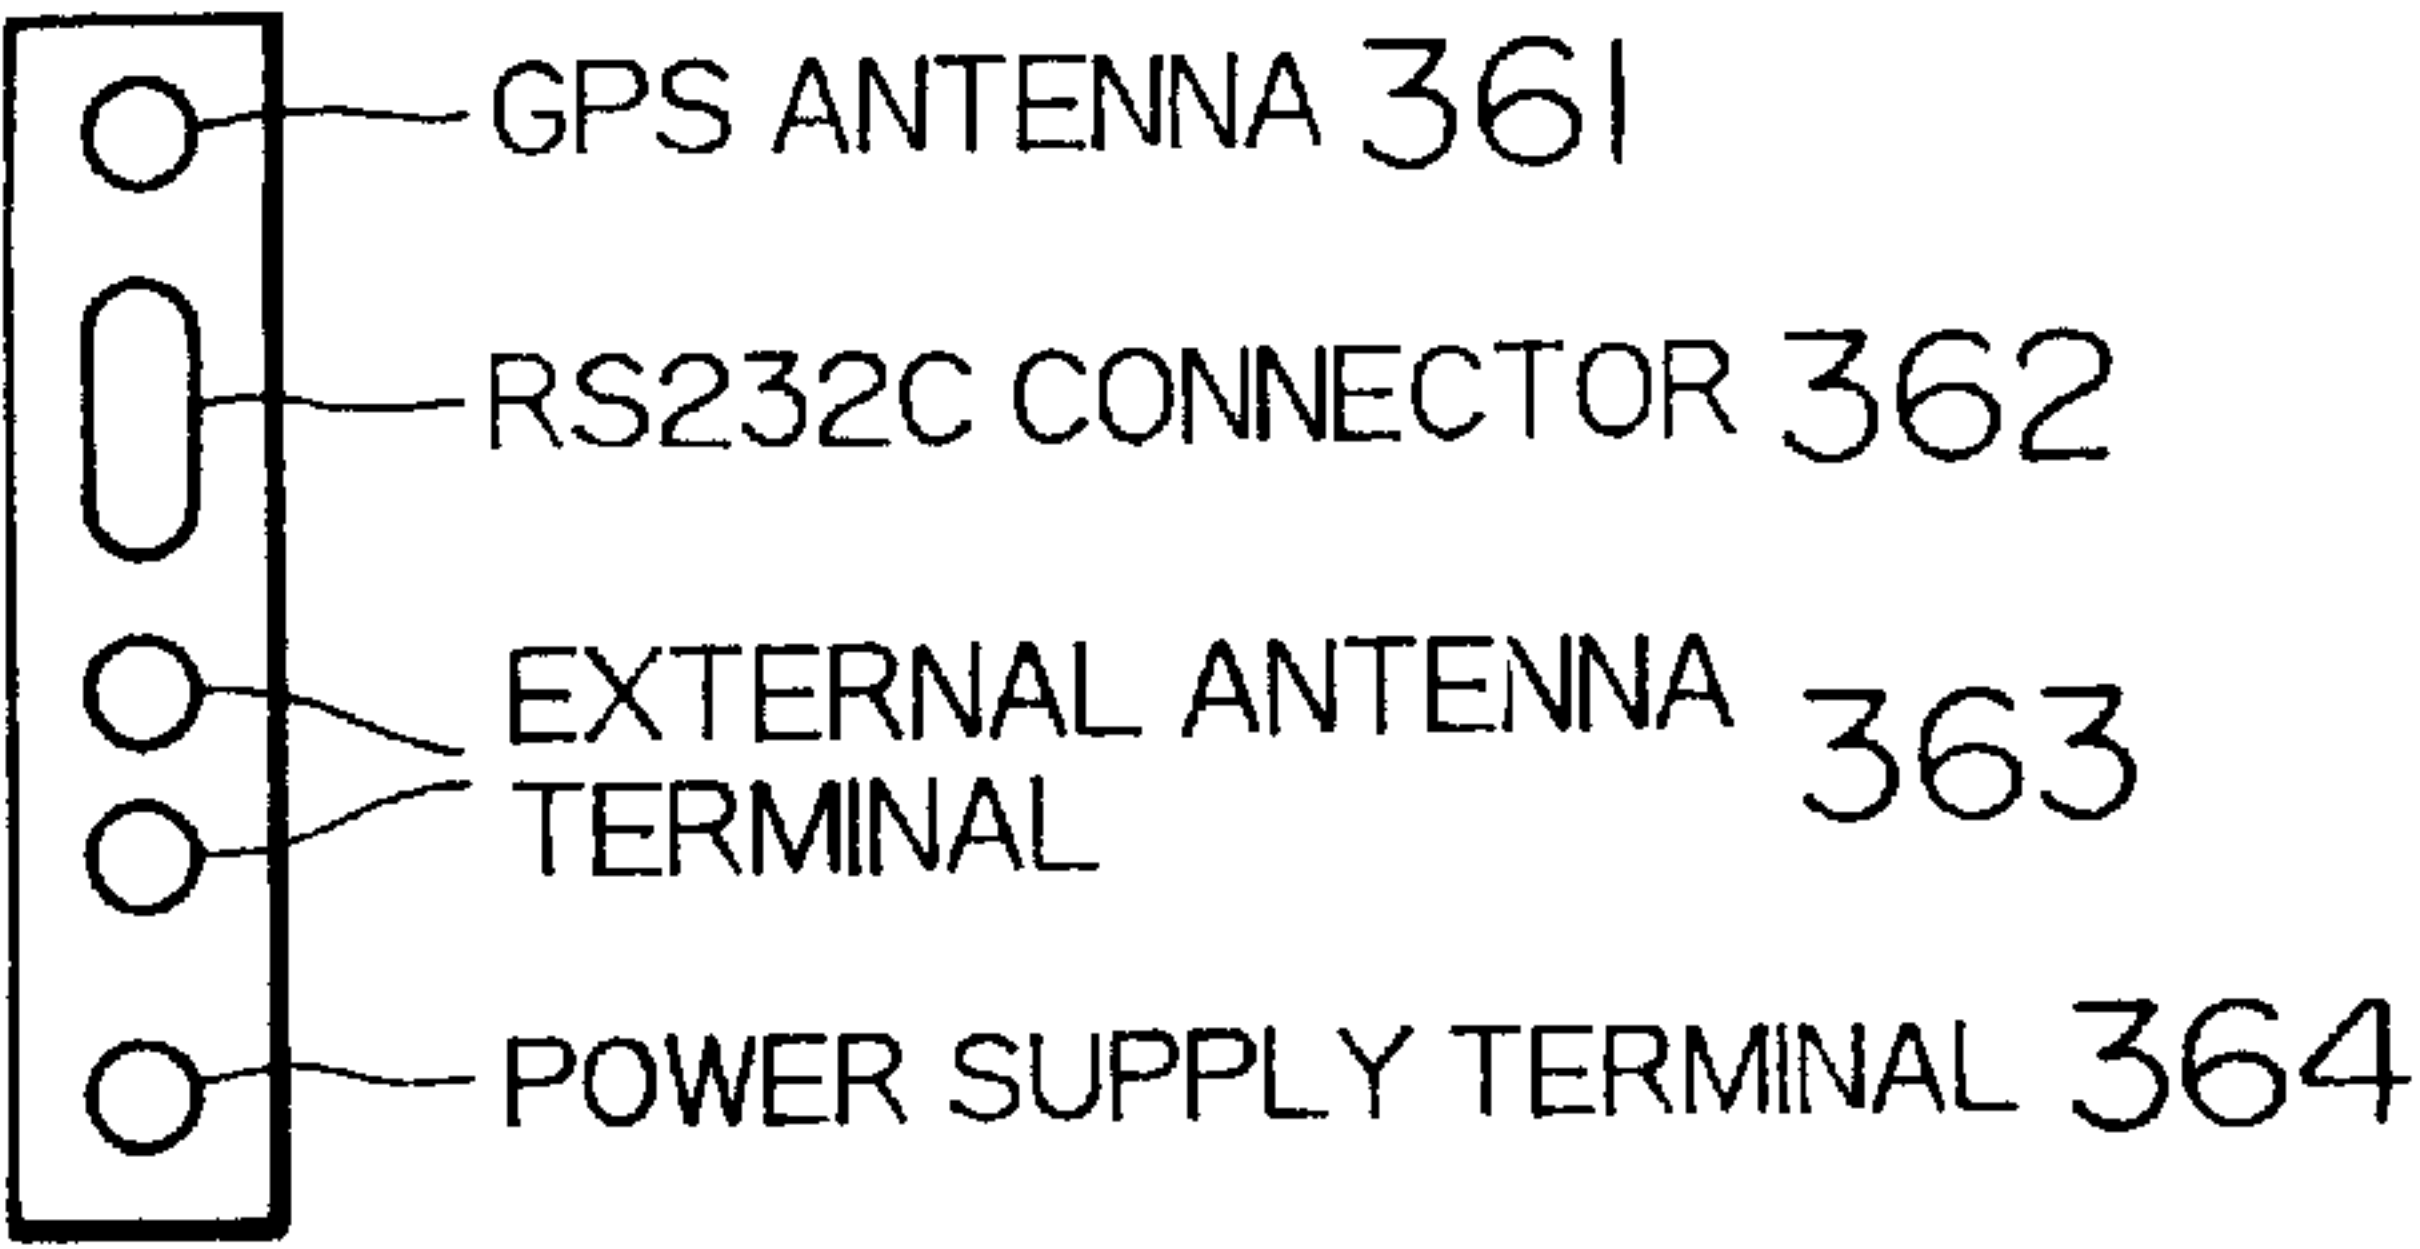 GPS ANTENNA 361
RS232C CONNECTOR 362
EXTERNAL ANTENNA
TERMINAL
363
POWER SUPPLY TERMINAL 364